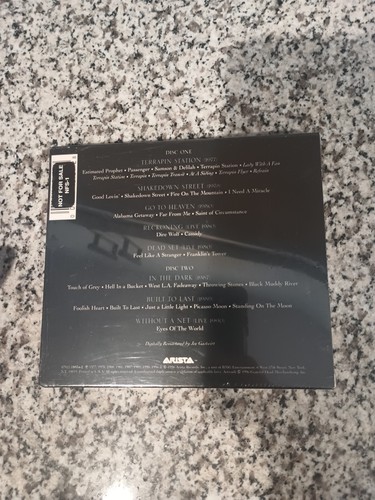 NOT FOR SALE
NFS-1
DISC ONE
TERRAPIN STATION (1977)
Estimated Prophet • Passenger • Samson & Delilah • Terrapin Station • Lady With A Fan
Terrapin Station • Terrapin • Terrapin Transit • At A Siding • Terrapin Flyer • Refrain
SHAKEDOWN STREET (1978)
Good Lovin' • Shakedown Street • Fire On The Mountain • I Need A Miracle
GO TO HEAVEN (1980)
Alabama Getaway • Far From Me • Saint of Circumstance
RECKONING (LIVE 1980)
Dire Wolf • Cassidy
DEAD SET (LIVE 1980)
Feel Like A Stranger • Franklin's Tower
DISC TWO
IN THE DARK (1987)
Touch of Grey • Hell In a Bucket • West L.A. Fadeaway • Throwing Stones • Black Muddy River
BUILT TO LAST (1989)
Foolish Heart • Built To Last • Just a Little Light • Picasso Moon • Standing On The Moon
WITHOUT A NET (LIVE 1990)
Eyes Of The World
Digitally Remastered by Joe Gastwirt
ARISTA